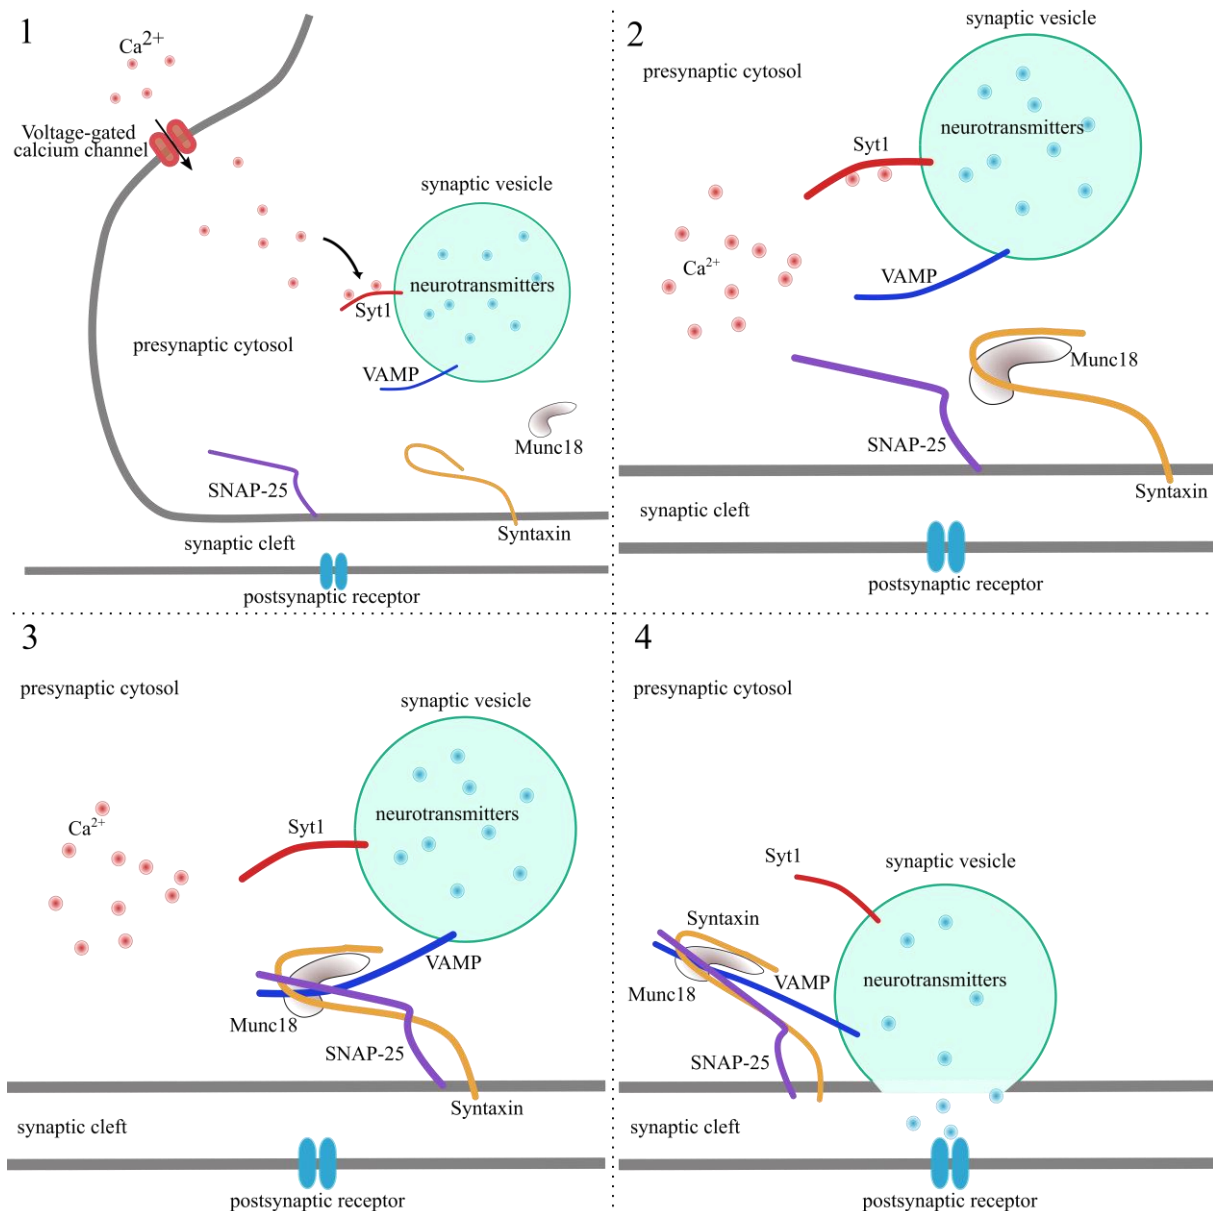 1
Ca2+
Voltage-gated
calcium channel
synaptic vesicle
neurotransmitters
Syt1
presynaptic cytosol
VAMP
Munc18
SNAP-25
Syntaxin
synaptic cleft
postsynaptic receptor
2
synaptic vesicle
presynaptic cytosol
neurotransmitters
Syt1
Ca2+
VAMP
Munc18
SNAP-25
Syntaxin
synaptic cleft
postsynaptic receptor
3
presynaptic cytosol
synaptic vesicle
Ca2+
Syt1
neurotransmitters
VAMP
Munc18
SNAP-25
Syntaxin
synaptic cleft
postsynaptic receptor
4
presynaptic cytosol
Syt1
synaptic vesicle
Syntaxin
neurotransmitters
VAMP
Munc18
SNAP-25
synaptic cleft
postsynaptic receptor